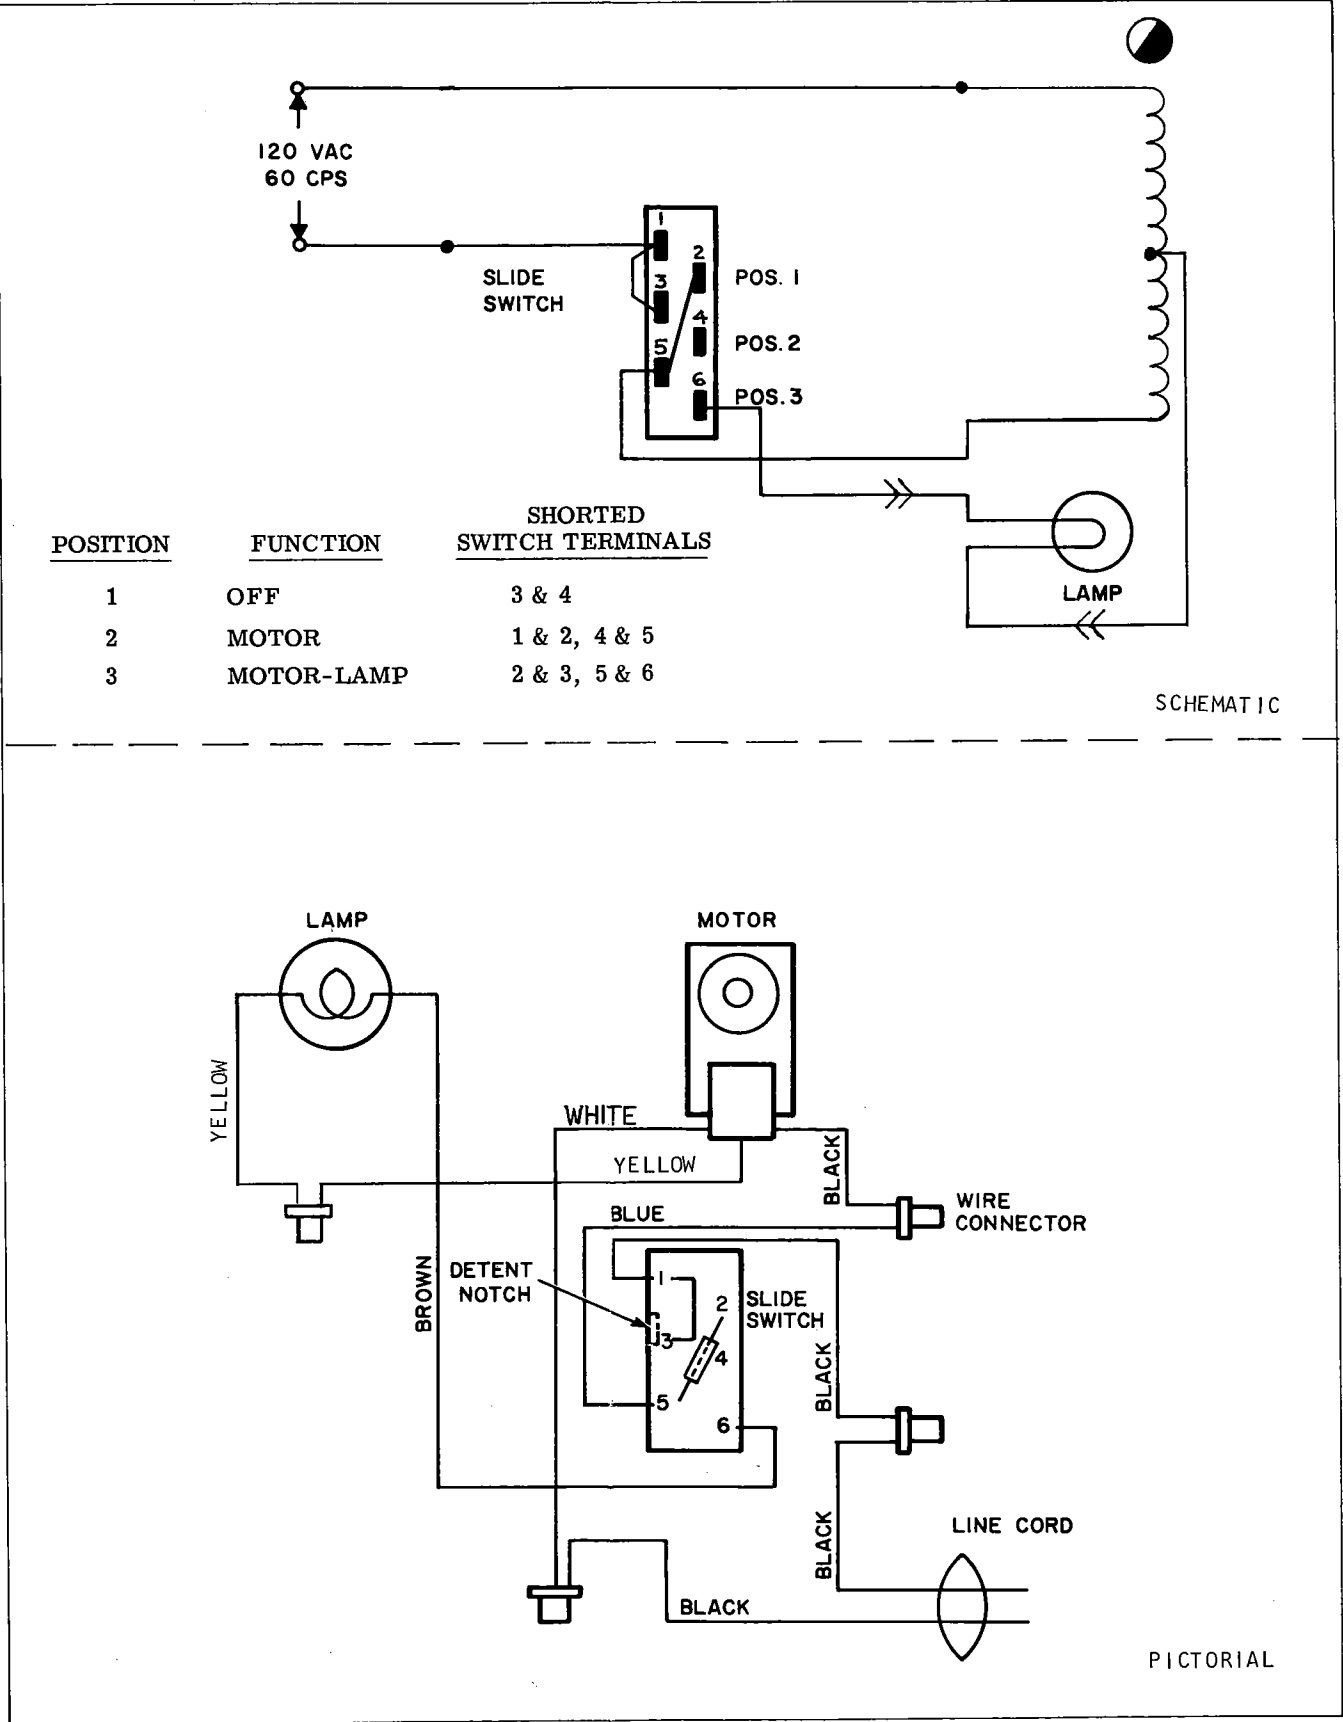 120 VAC
60 CPS
1
2
SLIDE
SWITCH
3
POS. 1
4
5
POS. 2
6
POS. 3
SHORTED
POSITION FUNCTION SWITCH TERMINALS
1 OFF 3 & 4
2 MOTOR 1 & 2, 4 & 5
3 MOTOR-LAMP 2 & 3, 5 & 6
LAMP
SCHEMATIC
LAMP
MOTOR
YELLOW
WHITE
YELLOW
BLACK
WIRE
CONNECTOR
BLUE
BROWN
DETENT
NOTCH
1
2
3
4
5
6
SLIDE
SWITCH
BLACK
BLACK
LINE CORD
BLACK
PICTORIAL